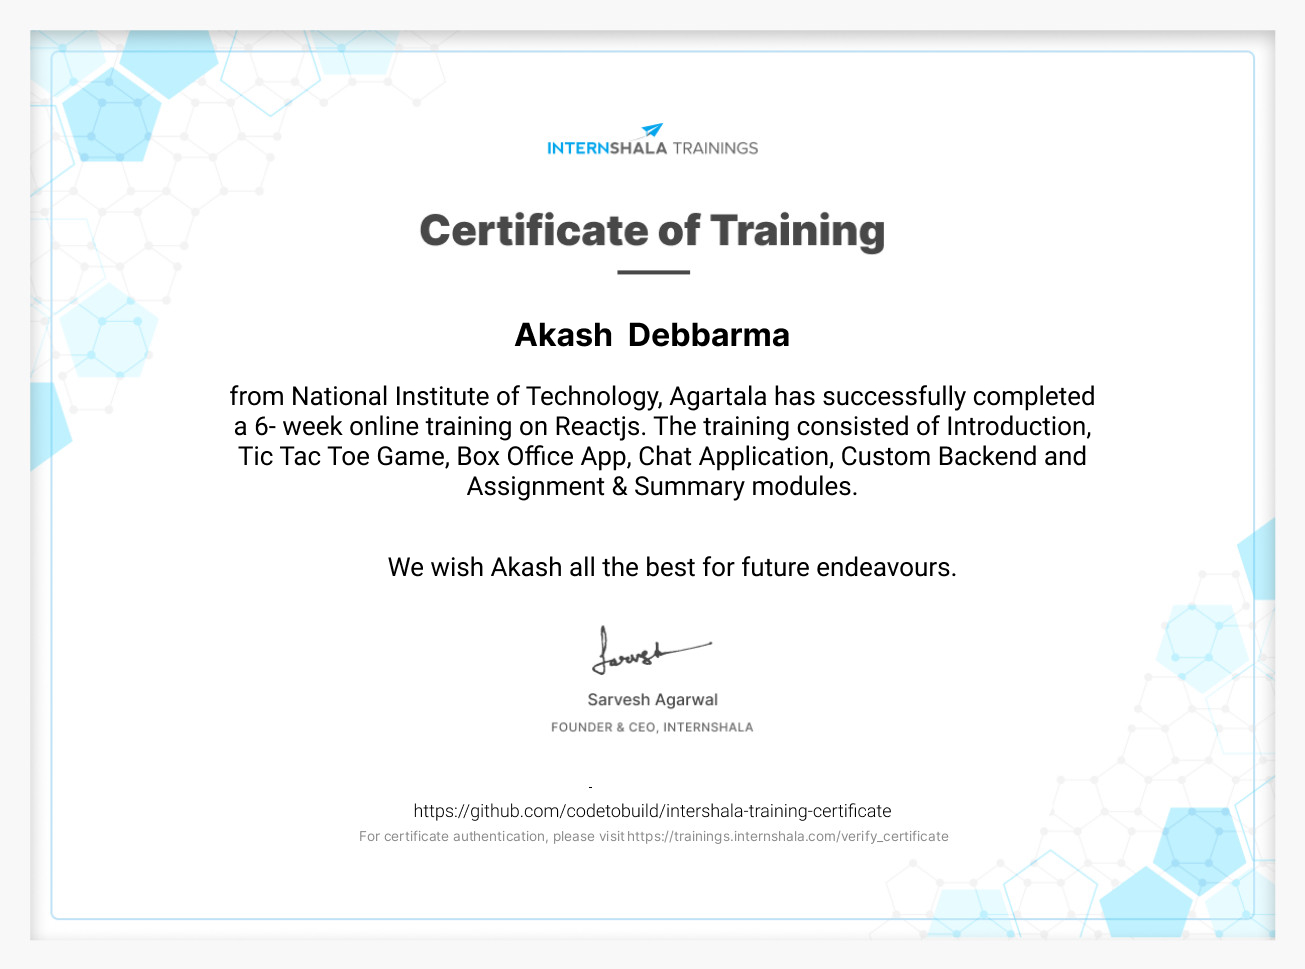 INTERNSHALA TRAININGS
Certificate of Training
Akash Debbarma
from National Institute of Technology, Agartala has successfully completed
a 6- week online training on Reactjs. The training consisted of Introduction,
Tic Tac Toe Game, Box Office App, Chat Application, Custom Backend and
Assignment & Summary modules.
We wish Akash all the best for future endeavours.
Sarvesh
Sarvesh Agarwal
FOUNDER & CEO, INTERNSHALA
-
https://github.com/codetobuild/intershala-training-certificate
For certificate authentication, please visit https://trainings.internshala.com/verify_certificate